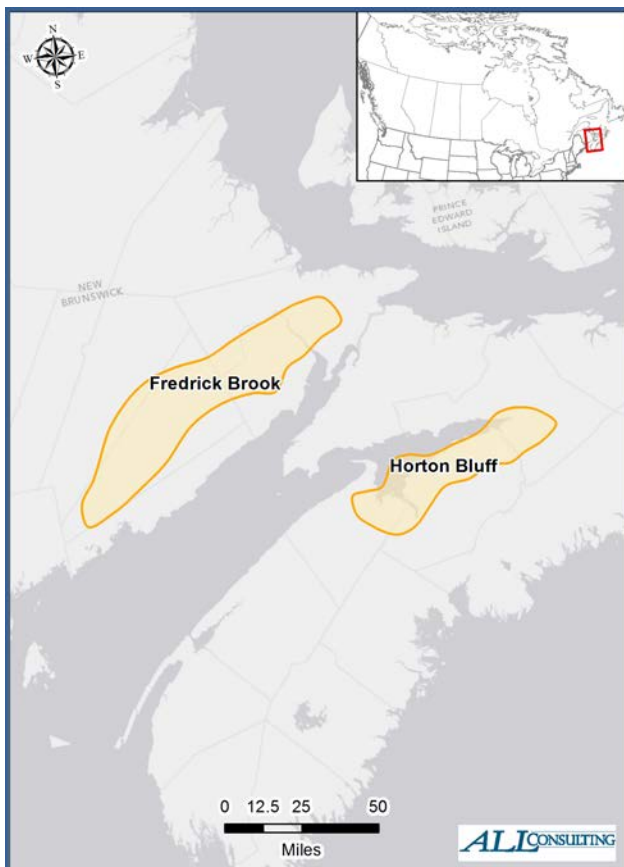 N
W E
S
PRINCE
EDWARD
ISLAND
NEW
BRUNSWICK
Fredrick Brook
Horton Bluff
0 12.5 25 50
Miles
ALL CONSULTING